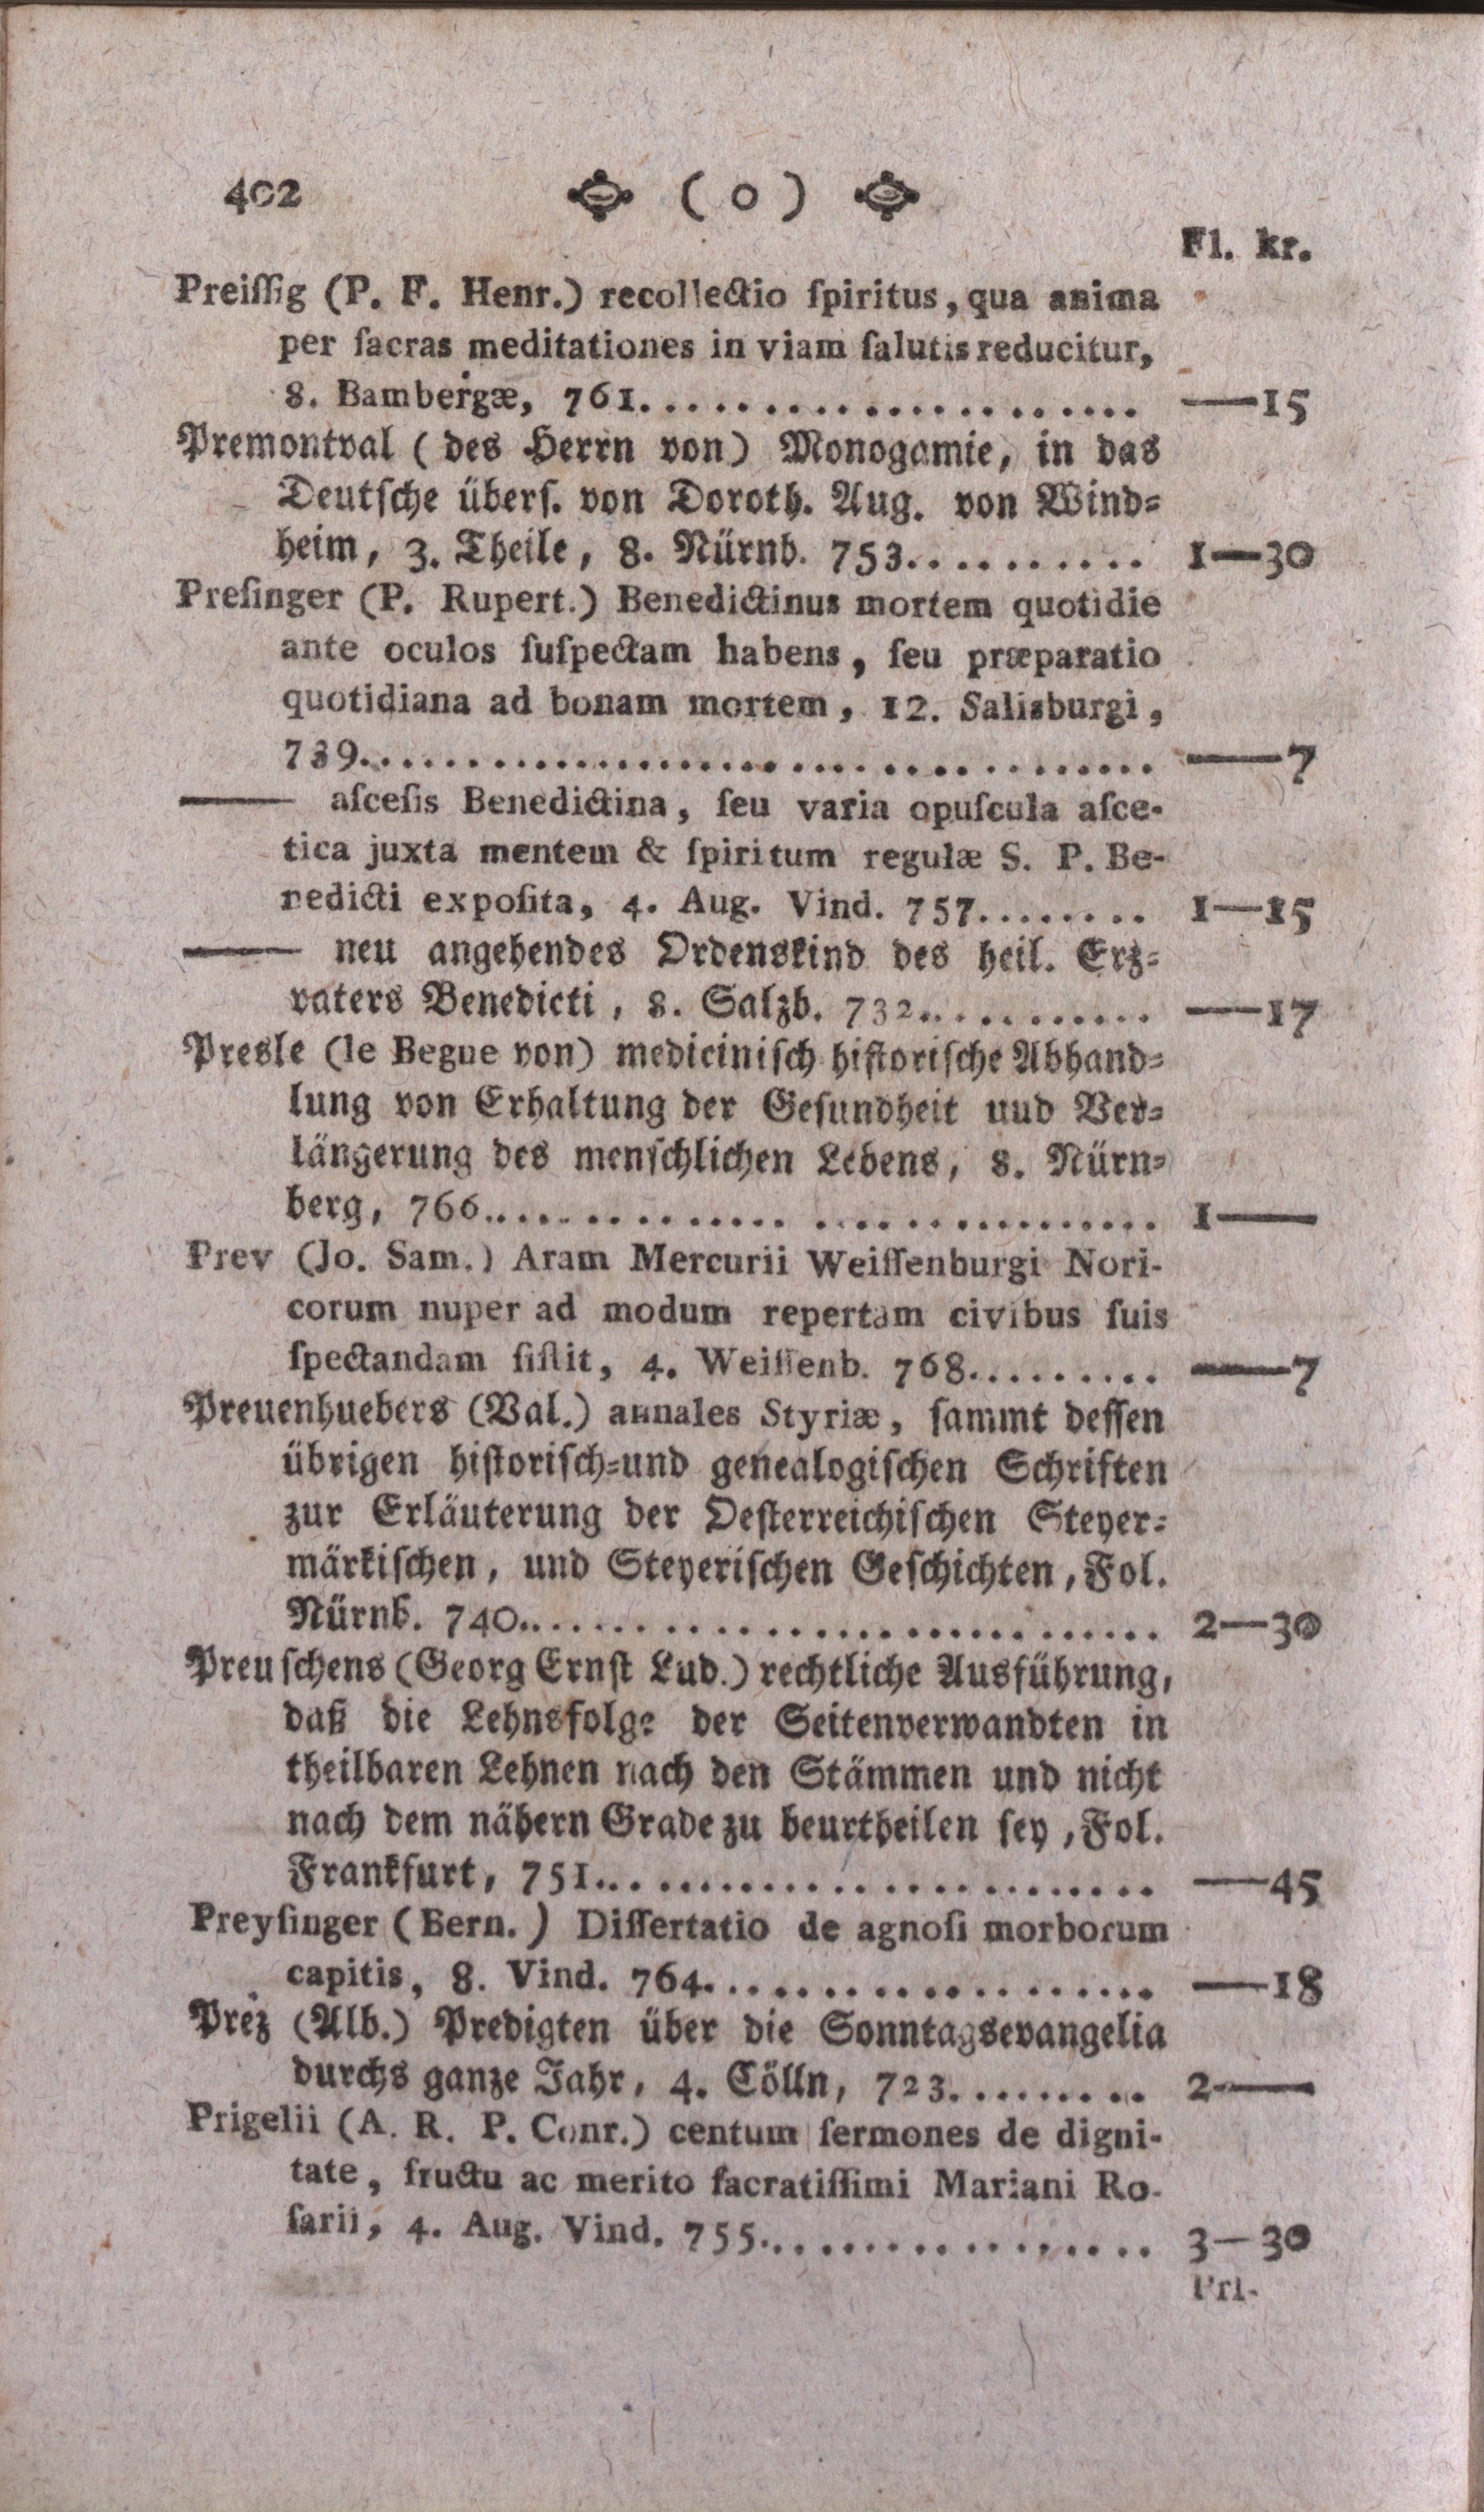 402 ( o )
Fl. kr.
Preiſſig (P. F. Henr.) recollectio ſpiritus, qua anima
per ſacras meditationes in viam ſalutis reducitur,
8. Bambergæ, 761. . . . . . . . . . . . . . . . . . . . . —15
Premontval (des Herrn von) Monogamie, in das
Deutſche überſ. von Doroth. Aug. von Wind-
heim, 3. Theile, 8. Nürnb. 753. . . . . . . . . . 1—30
Preſinger (P. Rupert.) Benedictinus mortem quotidie
ante oculos ſuſpectam habens, ſeu præparatio
quotidiana ad bonam mortem, 12. Salisburgi,
739. . . . . . . . . . . . . . . . . . . . . . . . . . . . . . . . —7
—— aſceſis Benedictina, ſeu varia opuſcula aſce-
tica juxta mentem & ſpiritum regulæ S. P. Be-
nedicti expoſita, 4. Aug. Vind. 757. . . . . . . . 1—15
—— neu angehendes Ordenskind des heil. Erz-
vaters Benedicti, 8. Salzb. 732. . . . . . . . . . . —17
Presle (le Begue von) mediciniſch hiſtoriſche Abhand-
lung von Erhaltung der Geſundheit uud Ver-
längerung des menſchlichen Lebens, 8. Nürn-
berg, 766. . . . . . . . . . . . . . . . . . . . . . . . . . . . 1——
Prev (Jo. Sam.) Aram Mercurii Weiſſenburgi Nori-
corum nuper ad modum repertam civibus ſuis
ſpectandam ſiſtit, 4. Weiſſenb. 768. . . . . . . . . —7
Preuenhuebers (Val.) annales Styriæ, ſammt deſſen
übrigen hiſtoriſch-und genealogiſchen Schriften
zur Erläuterung der Oeſterreichiſchen Steyer-
märkiſchen, und Steyeriſchen Geſchichten, Fol.
Nürnb. 740. . . . . . . . . . . . . . . . . . . . . . . . . . . 2—30
Preuſchens (Georg Ernſt Lud.) rechtliche Ausführung,
daß die Lehnsfolge der Seitenverwandten in
theilbaren Lehnen nach den Stämmen und nicht
nach dem nähern Grade zu beurtheilen ſey, Fol.
Frankfurt, 751. . . . . . . . . . . . . . . . . . . . . . . . —45
Preyſinger (Bern.) Diſſertatio de agnoſi morborum
capitis, 8. Vind. 764. . . . . . . . . . . . . . . . . . . —18
Prez (Alb.) Predigten über die Sonntagsevangelia
durchs ganze Jahr, 4. Cölln, 723. . . . . . . . . 2——
Prigelii (A. R. P. Conr.) centum ſermones de digni-
tate, fructu ac merito ſacratiſſimi Mariani Ro-
ſarii, 4. Aug. Vind. 755. . . . . . . . . . . . . . . . . 3—30
Pri-